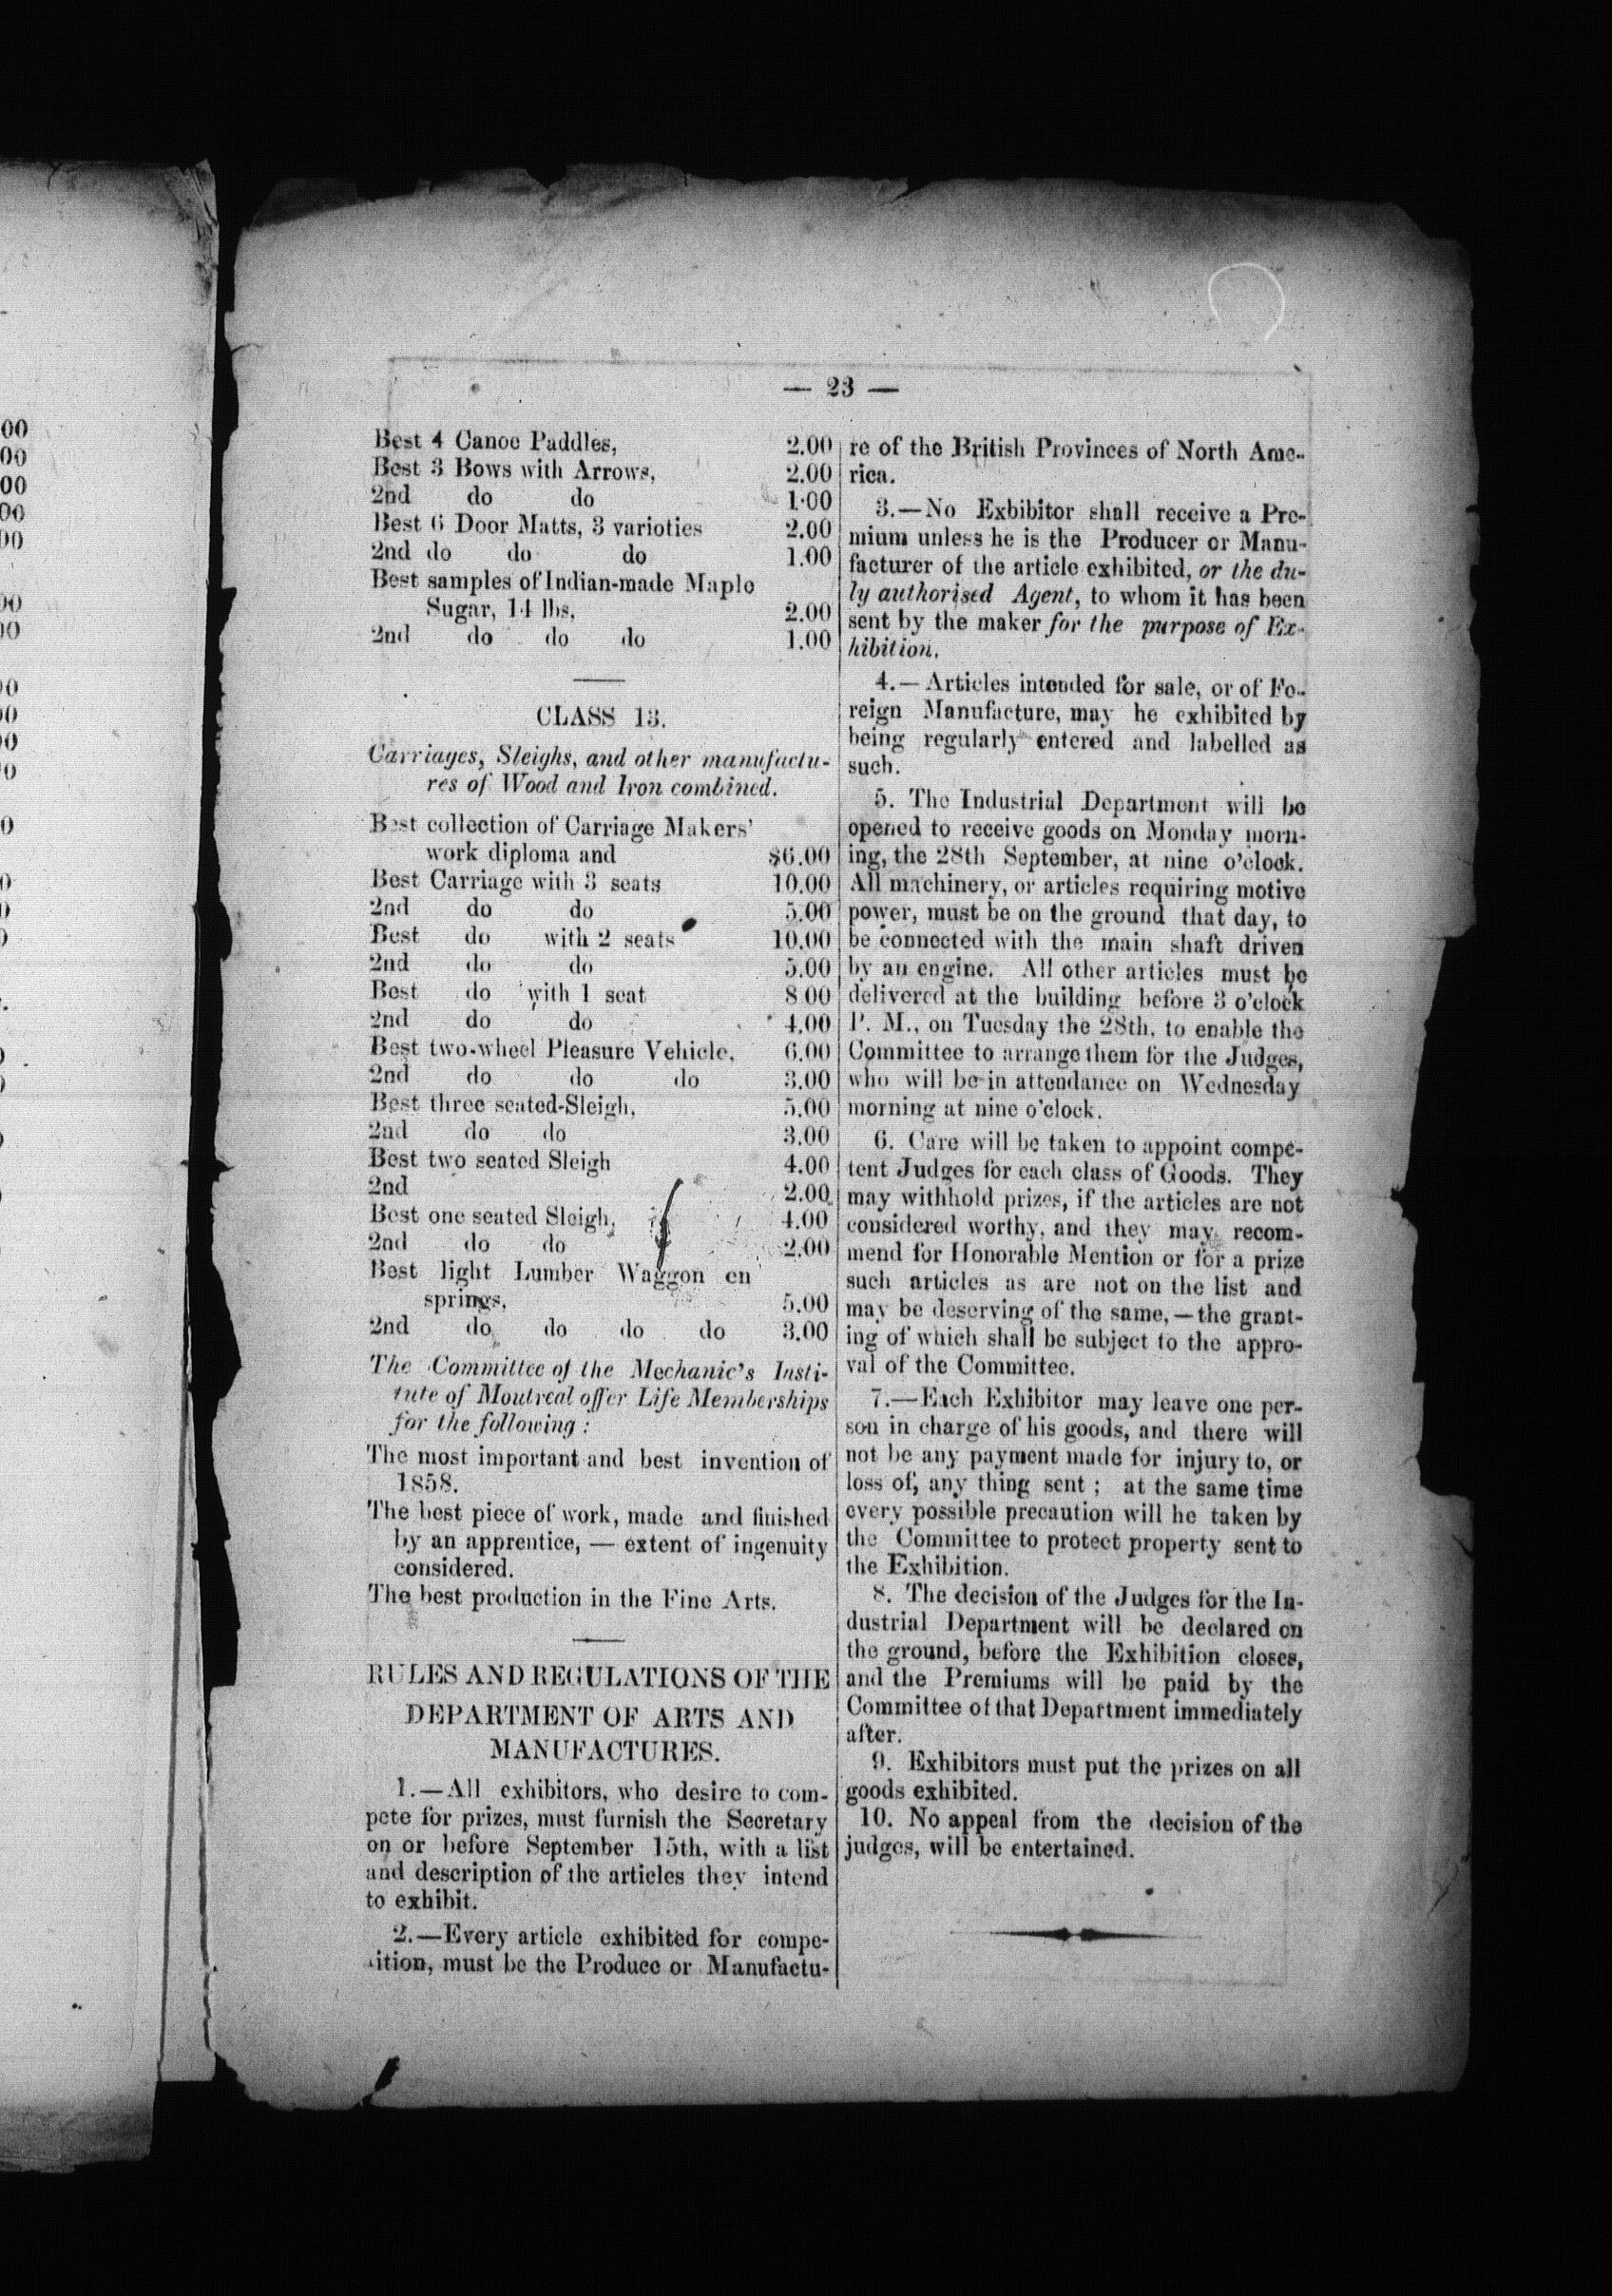 — 23 —
Best 4 Canoe Paddles, 2.00
Best 3 Bows with Arrows, 2.00
2nd do do 1·00
Best 6 Door Matts, 3 varioties 2.00
2nd do do do 1.00
Best samples of Indian-made Maple
Sugar, 14 lbs, 2.00
2nd do do do 1.00
CLASS 13.
Carriages, Sleighs, and other manufactu-
res of Wood and Iron combined.
Best collection of Carriage Makers'
work diploma and $6.00
Best Carriage with 3 seats 10.00
2nd do do 5.00
Best do with 2 seats 10.00
2nd do do 5.00
Best do with 1 seat 8 00
2nd do do 4.00
Best two-wheel Pleasure Vehicle, 6.00
2nd do do do 3.00
Best three seated-Sleigh, 5.00
2nd do do 3.00
Best two seated Sleigh 4.00
2nd 2.00
Best one seated Sleigh, 4.00
2nd do do 2.00
Best light Lumber Waggon en
springs, 5.00
2nd do do do do 3.00
The Committee of the Mechanic's Insti-
tute of Montreal offer Life Memberships
for the following :
The most important and best invention of
1858.
The best piece of work, made and finished
by an apprentice, — extent of ingenuity
considered.
The best production in the Fine Arts.
RULES AND REGULATIONS OF THE
DEPARTMENT OF ARTS AND
MANUFACTURES.
1.—All exhibitors, who desire to com-
pete for prizes, must furnish the Secretary
on or before September 15th, with a list
and description of the articles they intend
to exhibit.
2.—Every article exhibited for compe-
ition, must be the Produce or Manufactu-
re of the British Provinces of North Ame-
rica.
3.—No Exbibitor shall receive a Pre-
mium unless he is the Producer or Manu-
facturer of the article exhibited, or the du-
ly authorised Agent, to whom it has been
sent by the maker for the purpose of Ex-
hibition.
4.—Articles intended for sale, or of Fo-
reign Manufacture, may he exhibited by
being regularly entered and labelled as
such.
5. The Industrial Department will be
opened to receive goods on Monday morn-
ing, the 28th September, at nine o'clock.
All machinery, or articles requiring motive
power, must be on the ground that day, to
be connected with the main shaft driven
by an engine. All other articles must be
delivered at the building before 3 o'clock
P. M., on Tuesday the 28th, to enable the
Committee to arrange them for the Judges,
who will be in attendance on Wednesday
morning at nine o'clock.
6. Care will be taken to appoint compe-
tent Judges for each class of Goods. They
may withhold prizes, if the articles are not
considered worthy, and they may recom-
mend for Honorable Mention or for a prize
such articles as are not on the list and
may be deserving of the same, — the grant-
ing of which shall be subject to the appro-
val of the Committee.
7.—Each Exhibitor may leave one per-
son in charge of his goods, and there will
not be any payment made for injury to, or
loss of, any thing sent ; at the same time
every possible precaution will he taken by
the Committee to protect property sent to
the Exhibition.
8. The decision of the Judges for the In-
dustrial Department will be declared on
the ground, before the Exhibition closes,
and the Premiums will be paid by the
Committee of that Department immediately
after.
9. Exhibitors must put the prizes on all
goods exhibited.
10. No appeal from the decision of the
judges, will be entertained.